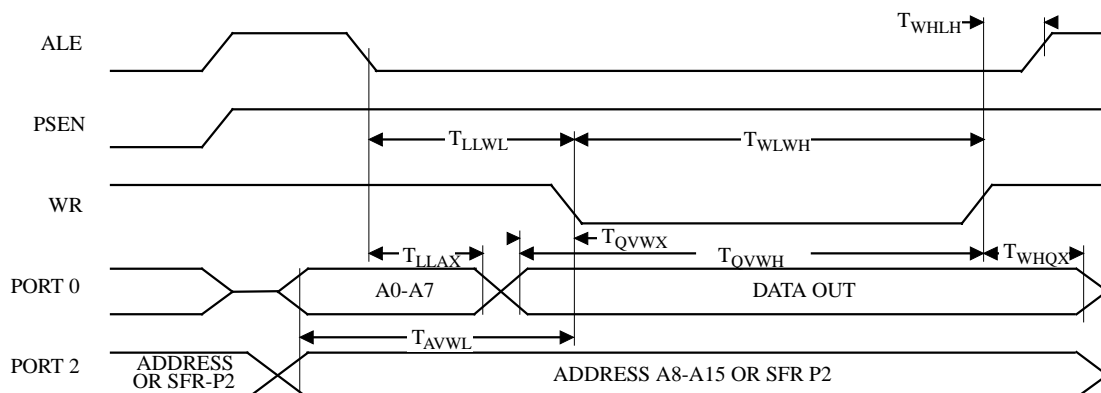 T_WHLH
ALE
PSEN
T_LLWL
T_WLWH
WR
T_QVWX
T_LLAX
T_QVWH
T_WHQX
PORT 0
A0-A7
DATA OUT
T_AVWL
PORT 2
ADDRESS
OR SFR-P2
ADDRESS A8-A15 OR SFR P2